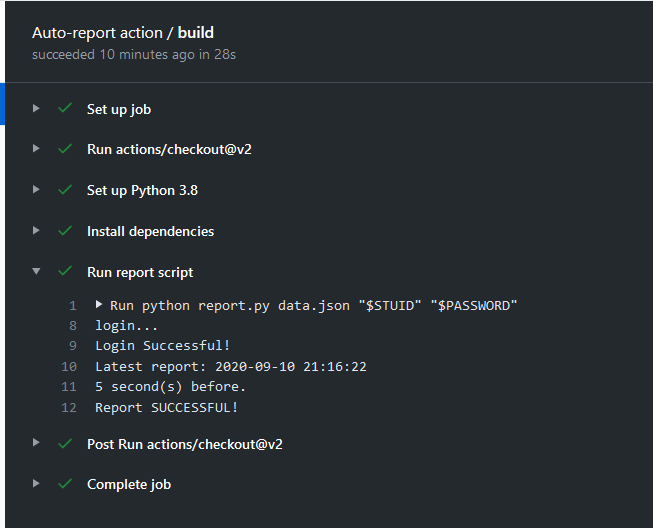 Auto-report action / build
succeeded 10 minutes ago in 28s
Set up job
Run actions/checkout@v2
Set up Python 3.8
Install dependencies
Run report script
1 Run python report.py data.json "$STUID" "$PASSWORD"
8 login...
9 Login Successful!
10 Latest report: 2020-09-10 21:16:22
11 5 second(s) before.
12 Report SUCCESSFUL!
Post Run actions/checkout@v2
Complete job